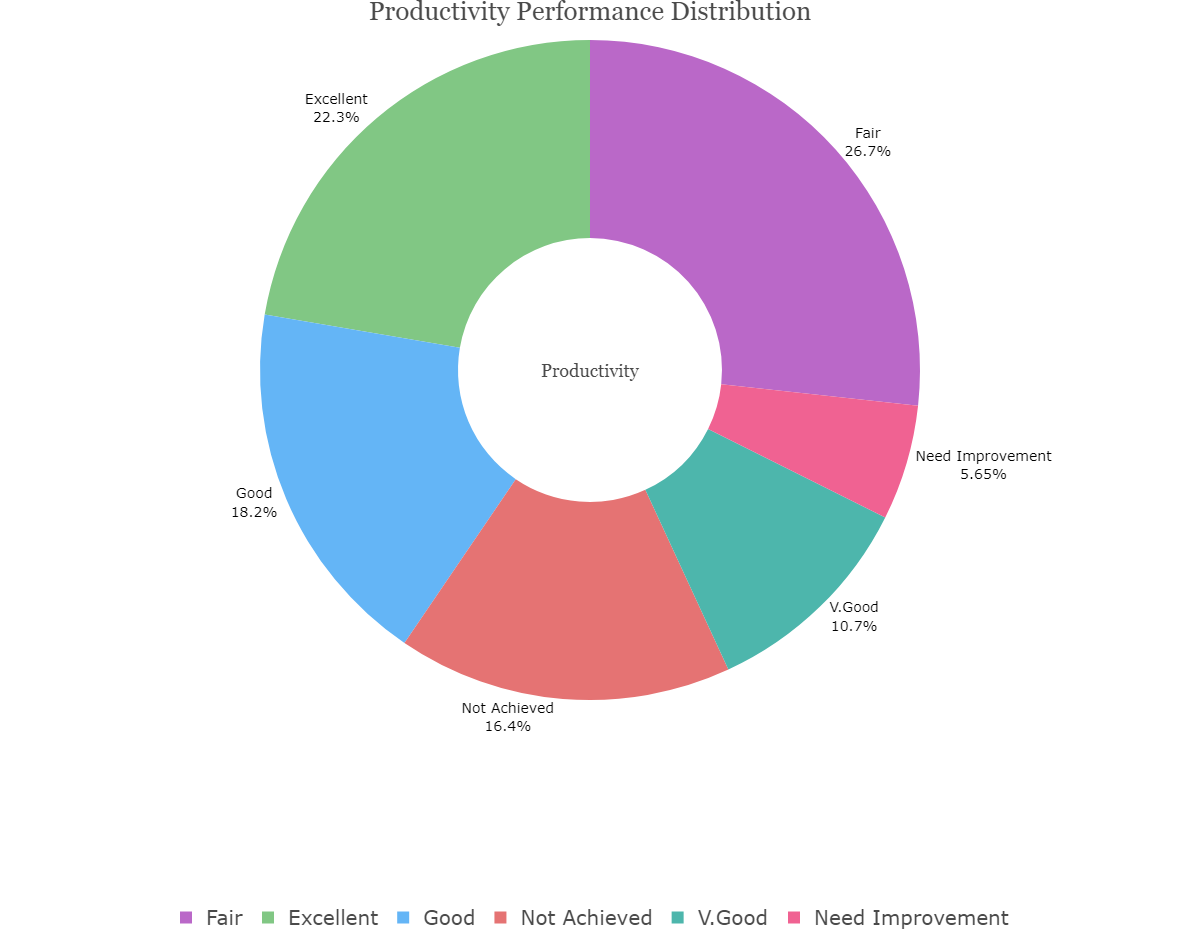 Productivity Performance Distribution
Excellent
22.3%
Fair
26.7%
Productivity
Need Improvement
5.65%
Good
18.2%
V.Good
10.7%
Not Achieved
16.4%
Fair Excellent Good Not Achieved V.Good Need Improvement